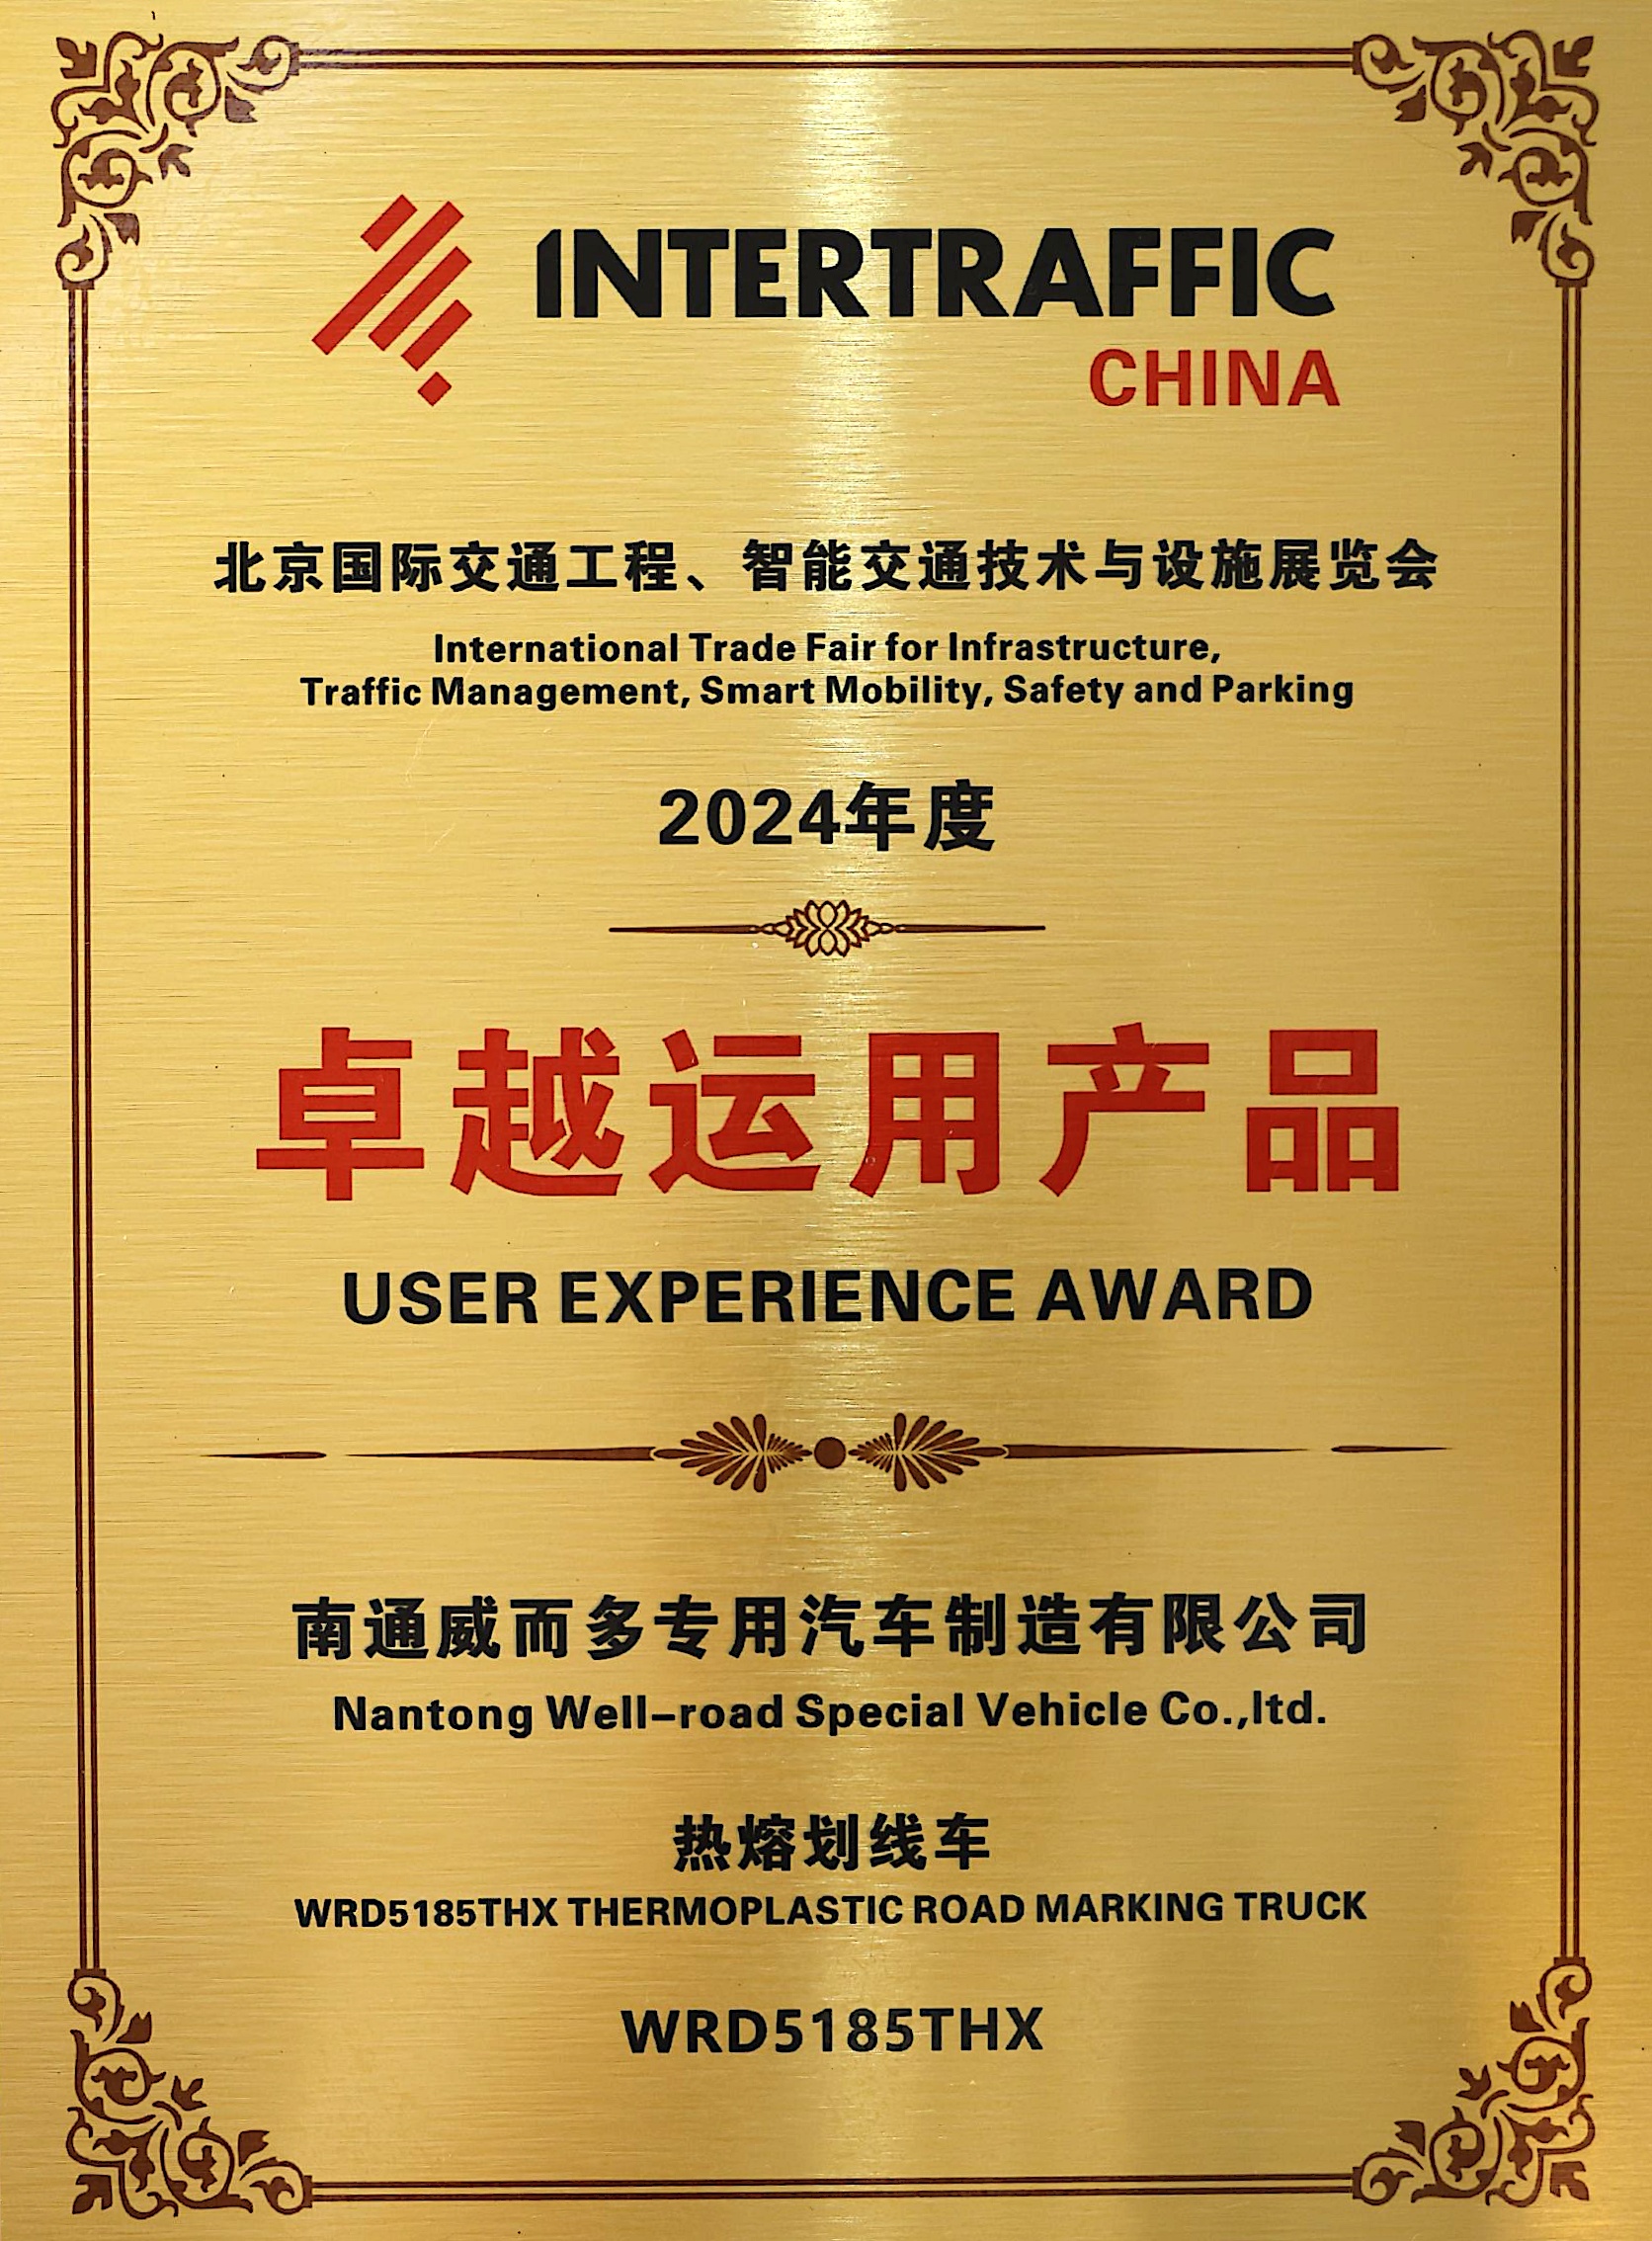 INTERTRAFFIC
CHINA
北京国际交通工程、智能交通技术与设施展览会
International Trade Fair for Infrastructure,
Traffic Management, Smart Mobility, Safety and Parking
2024年度
卓越运用产品
USER EXPERIENCE AWARD
南通威而多专用汽车制造有限公司
Nantong Well–road Special Vehicle Co.,ltd.
热熔划线车
WRD5185THX THERMOPLASTIC ROAD MARKING TRUCK
WRD5185THX